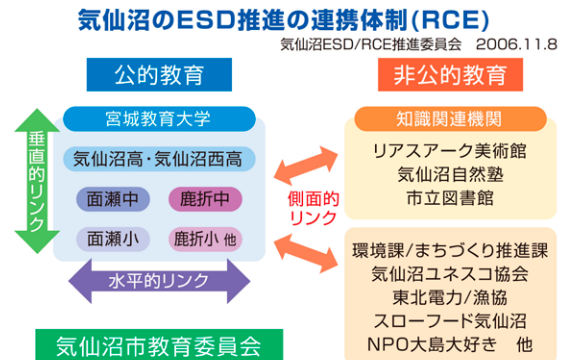 気仙沼のESD推進の連携体制(RCE)
気仙沼ESD/RCE推進委員会 2006.11.8
公的教育
宮城教育大学
垂直的リンク
気仙沼高・気仙沼西高
面瀬中 鹿折中
面瀬小 鹿折小 他
水平的リンク
気仙沼市教育委員会
側面的
リンク
非公的教育
知識関連機関
リアスアーク美術館
気仙沼自然塾
市立図書館
環境課/まちづくり推進課
気仙沼ユネスコ協会
東北電力/漁協
スローフード気仙沼
NPO大島大好き 他